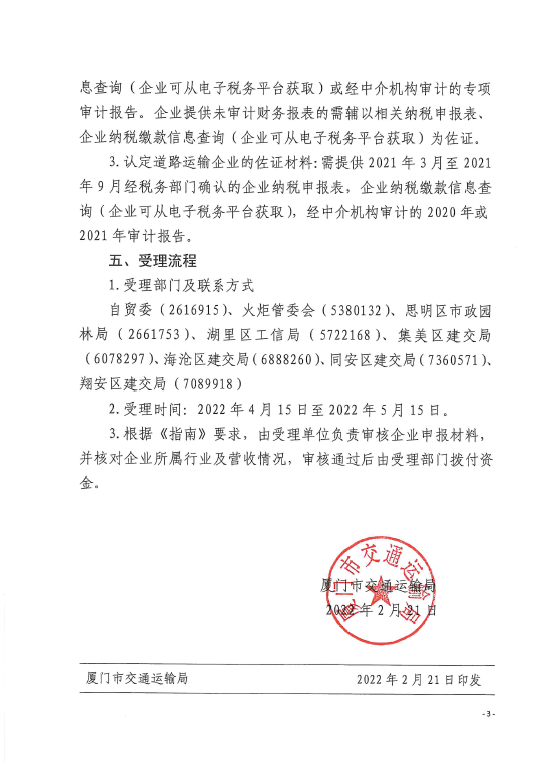 息查询（企业可从电子税务平台获取）或经中介机构审计的专项
审计报告。企业提供未审计财务报表的需辅以相关纳税申报表、
企业纳税缴款信息查询（企业可从电子税务平台获取）为佐证。
3.认定道路运输企业的佐证材料:需提供2021年3月至2021
年9月经税务部门确认的企业纳税申报表，企业纳税缴款信息查
询（企业可从电子税务平台获取），经中介机构审计的2020年或
2021年审计报告。
五、受理流程
1.受理部门及联系方式
自贸委（2616915）、火炬管委会（5380132）、思明区市政园
林局（2661753）、湖里区工信局（5722168）、集美区建交局
（6078297）、海沧区建交局(6888260)、同安区建交局(7360571)、
翔安区建交局（7089918）
2.受理时间：2022年4月15日至2022年5月15日。
3.根据《指南》要求，由受理单位负责审核企业申报材料，
并核对企业所属行业及营收情况，审核通过后由受理部门拨付资
金。
厦门市交通运输局
厦门市交通运输局
2022年2月21日
厦门市交通运输局 2022年2月21日印发
-3-